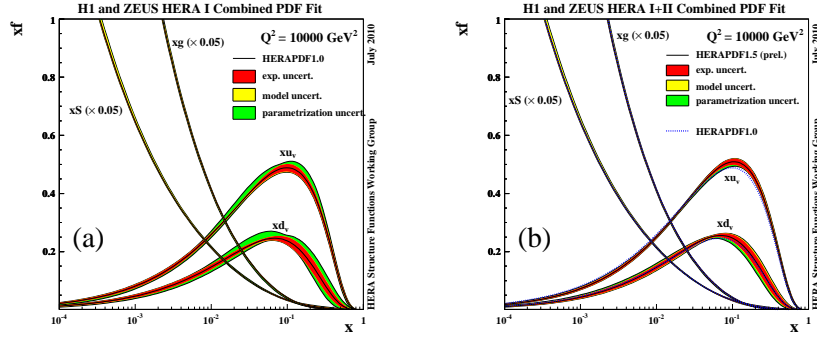 H1 and ZEUS HERA I Combined PDF Fit
xf
1
0.8
0.6
0.4
0.2
xg (× 0.05)
xS (× 0.05)
Q² = 10000 GeV²
HERAPDF1.0
exp. uncert.
model uncert.
parametrization uncert.
xuᵥ
xdᵥ
(a)
10⁻⁴
10⁻³
10⁻²
10⁻¹
1
x
HERA Structure Functions Working Group
July 2010
H1 and ZEUS HERA I+II Combined PDF Fit
xf
1
0.8
0.6
0.4
0.2
xg (× 0.05)
xS (× 0.05)
Q² = 10000 GeV²
HERAPDF1.5 (prel.)
exp. uncert.
model uncert.
parametrization uncert.
HERAPDF1.0
xuᵥ
xdᵥ
(b)
10⁻⁴
10⁻³
10⁻²
10⁻¹
1
x
HERA Structure Functions Working Group
July 2010